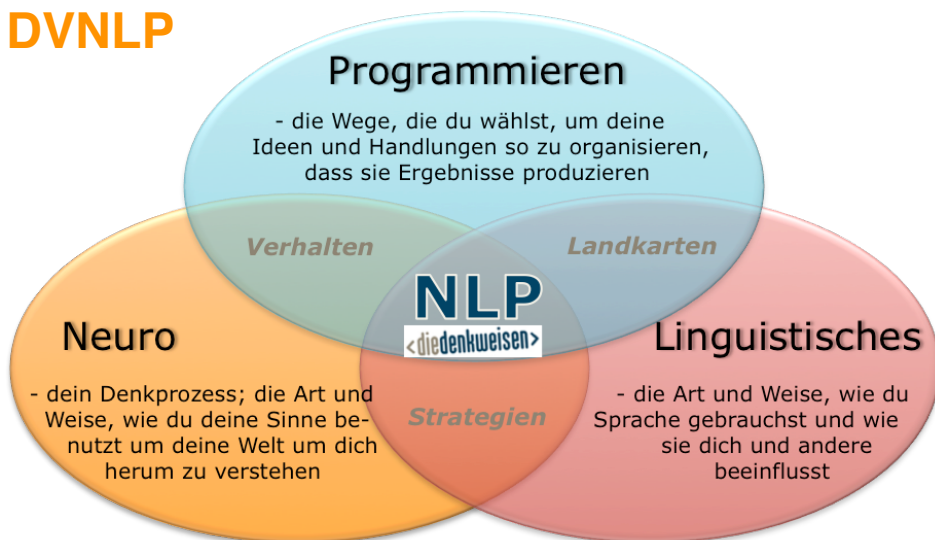 DVNLP
Programmieren
- die Wege, die du wählst, um deine
Ideen und Handlungen so zu organisieren,
dass sie Ergebnisse produzieren
Verhalten
Landkarten
NLP
<diedenkweisen>
Neuro
- dein Denkprozess; die Art und
Weise, wie du deine Sinne be-
nutzt um deine Welt um dich
herum zu verstehen
Strategien
Linguistisches
- die Art und Weise, wie du
Sprache gebrauchst und wie
sie dich und andere
beeinflusst